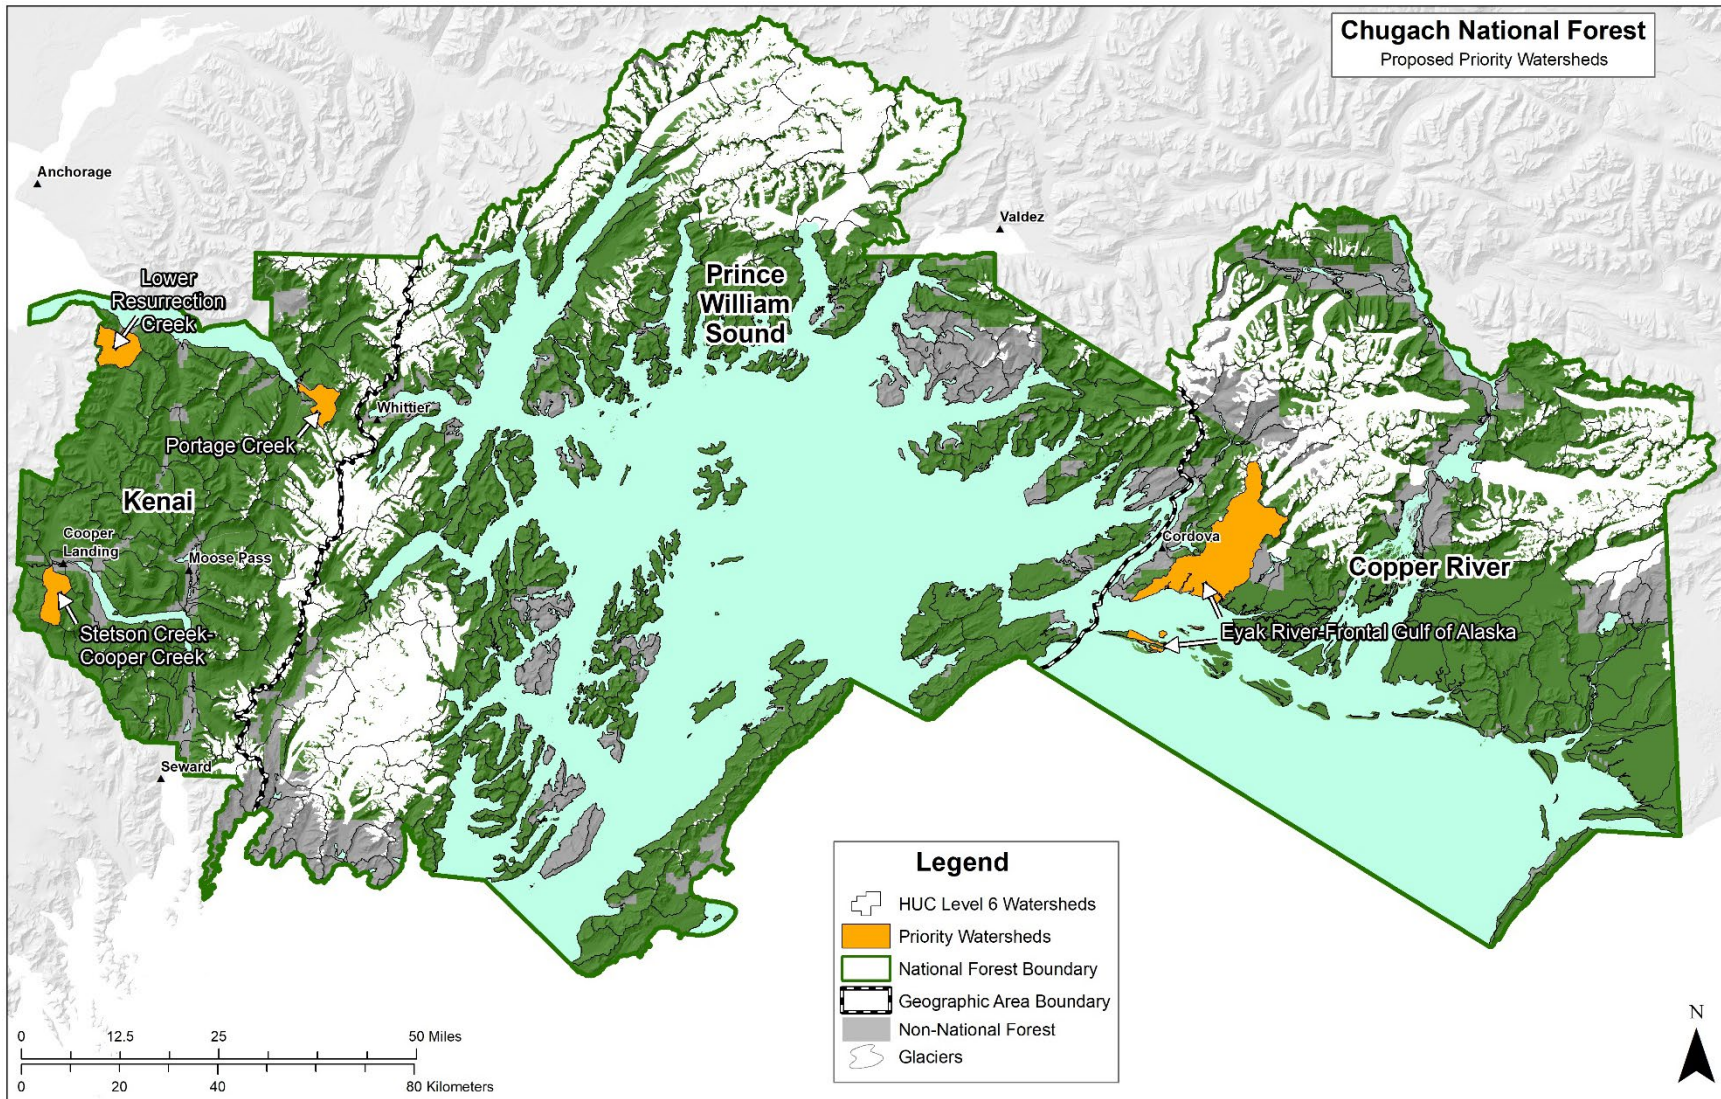 Chugach National Forest
Proposed Priority Watersheds
Anchorage
Valdez
Lower
Resurrection
Creek
Prince
William
Sound
Whittier
Portage Creek
Kenai
Cooper
Landing
Moose Pass
Cordova
Copper River
Stetson Creek-
Cooper Creek
Eyak River-Frontal Gulf of Alaska
Seward
Legend
HUC Level 6 Watersheds
Priority Watersheds
National Forest Boundary
Geographic Area Boundary
Non-National Forest
Glaciers
0 12.5 25 50 Miles
0 20 40 80 Kilometers
N